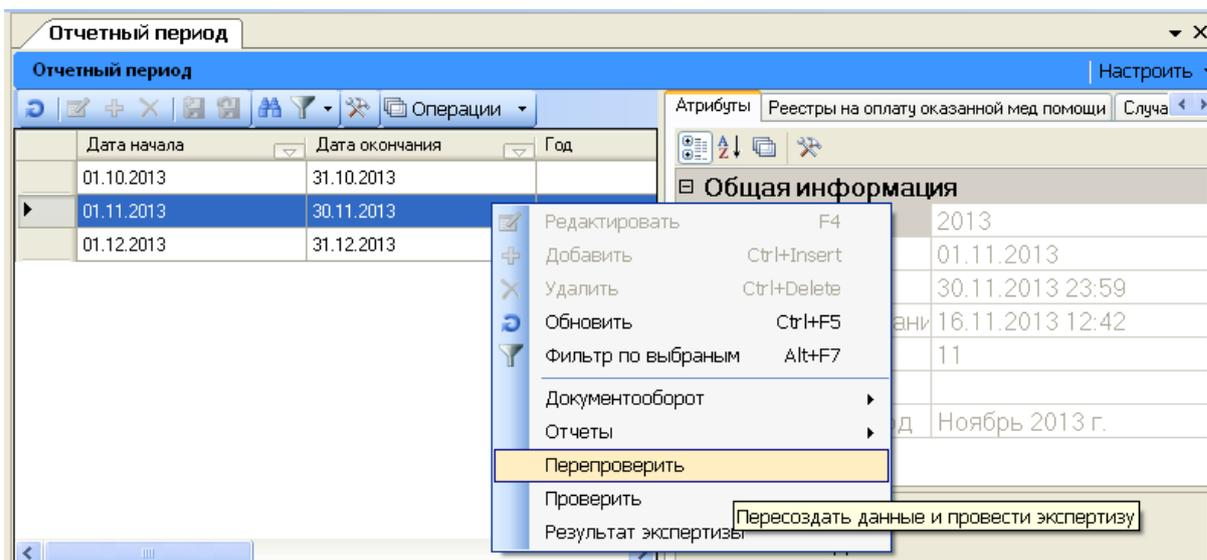 Отчетный период
Отчетный период
Настроить
Операции
Атрибуты Реестры на оплату оказанной мед помощи Случа
Дата начала Дата окончания Год
01.10.2013 31.10.2013
01.11.2013 30.11.2013
01.12.2013 31.12.2013
Общая информация
2013
01.11.2013
30.11.2013 23:59
ани 16.11.2013 12:42
11
д Ноябрь 2013 г.
Редактировать F4
Добавить Ctrl+Insert
Удалить Ctrl+Delete
Обновить Ctrl+F5
Фильтр по выбраным Alt+F7
Документооборот
Отчеты
Перепроверить
Проверить
Результат экспертизы
Пересоздать данные и провести экспертизу